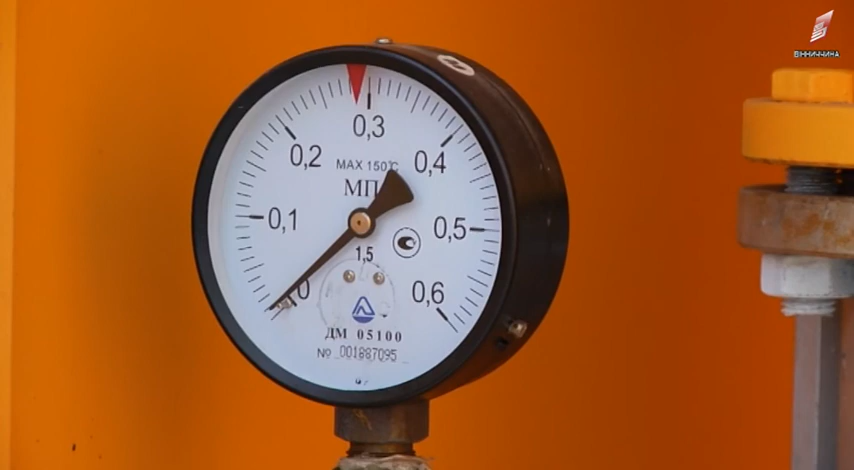 ВІННИЧЧИНА
0,3
0,2
0,4
MAX 150°C
МП
0,1
0,5
1,5
0
0,6
ДМ 05100
№ 001887095